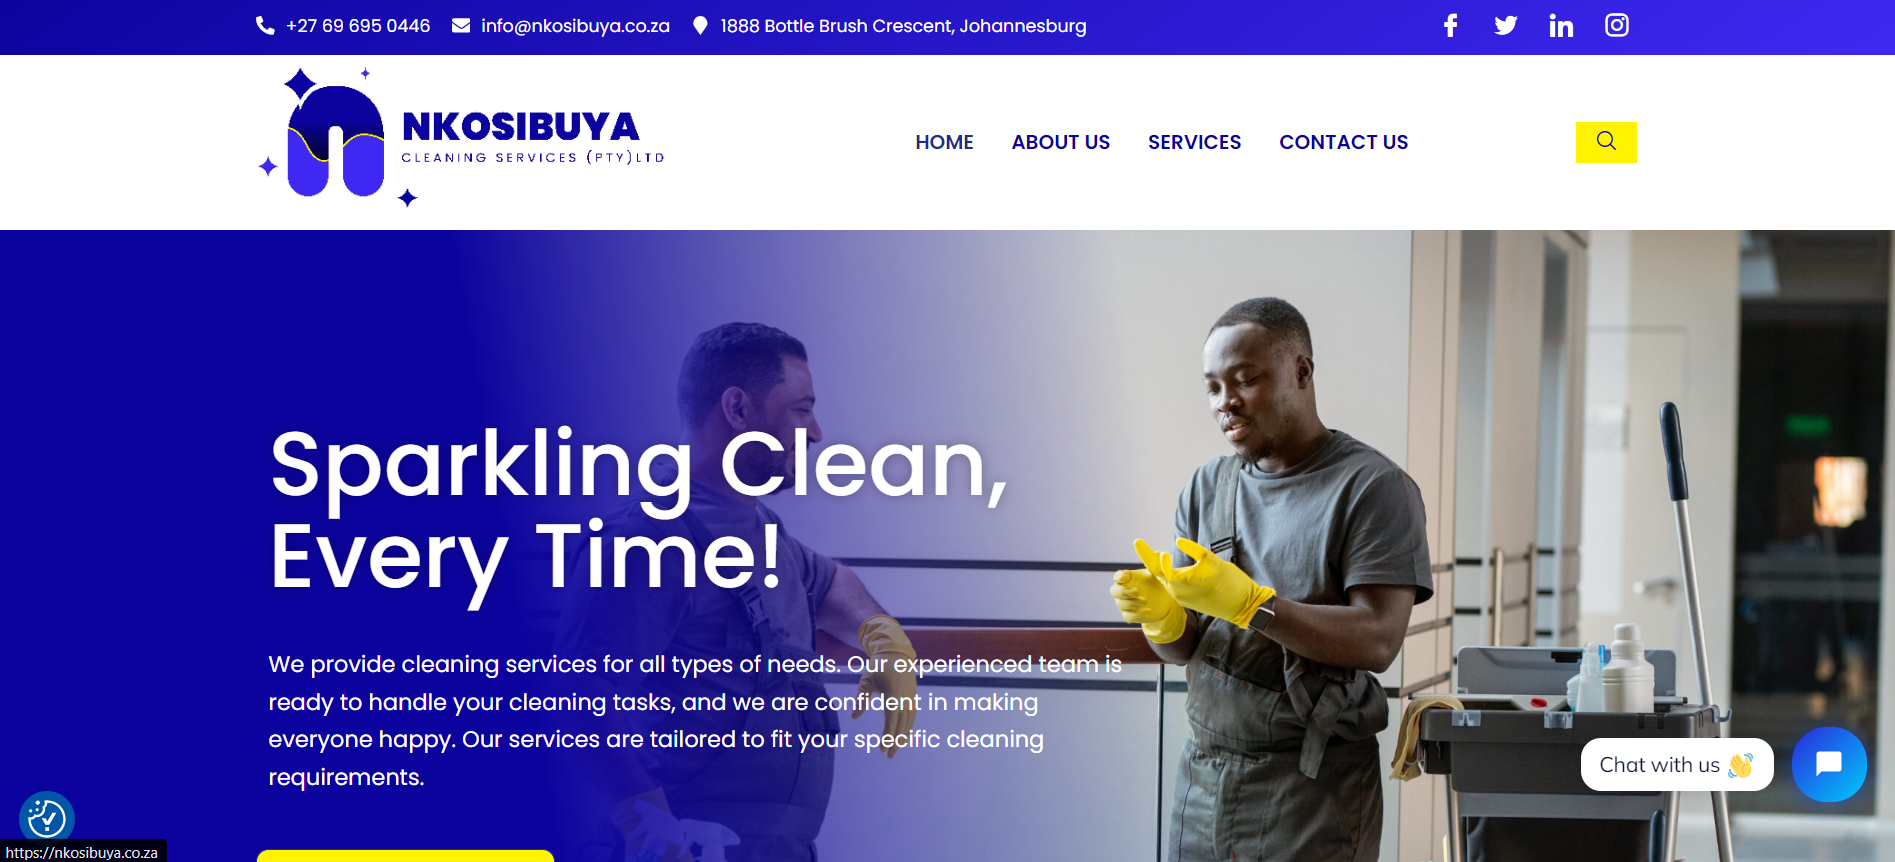 +27 69 695 0446 info@nkosibuya.co.za 1888 Bottle Brush Crescent, Johannesburg
NKOSIBUYA
CLEANING SERVICES (PTY)LTD
HOME ABOUT US SERVICES CONTACT US
Sparkling Clean,
Every Time!
We provide cleaning services for all types of needs. Our experienced team is
ready to handle your cleaning tasks, and we are confident in making
everyone happy. Our services are tailored to fit your specific cleaning
requirements.
Chat with us 👋
https://nkosibuya.co.za